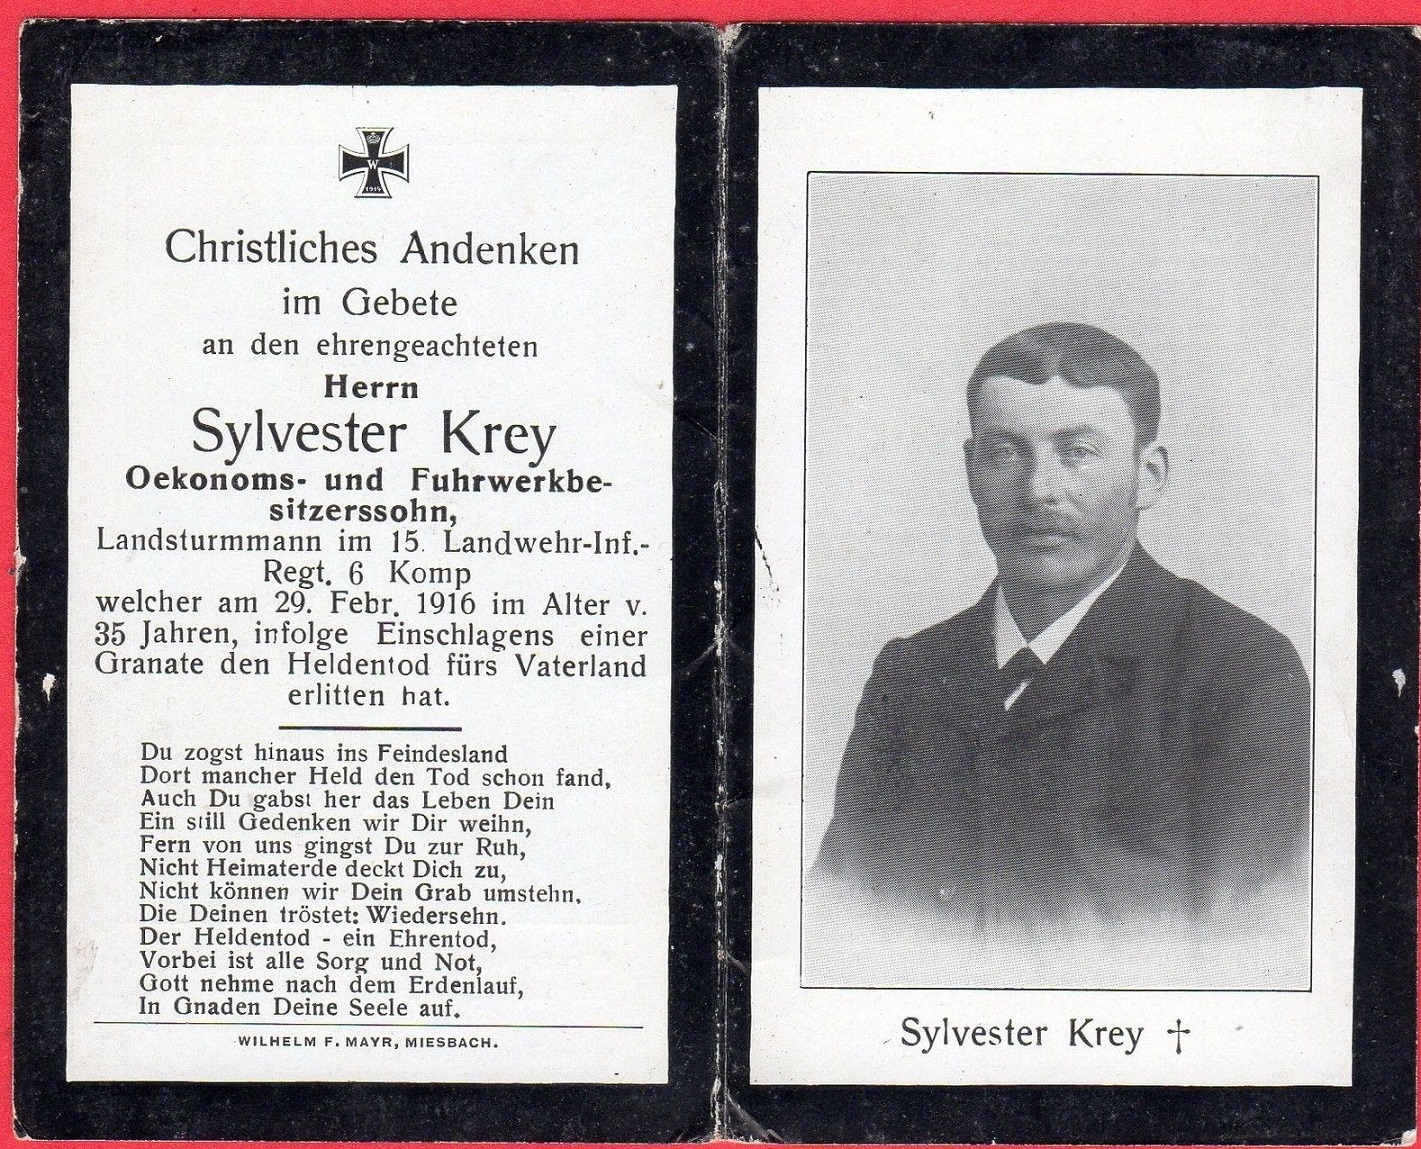 W
1914
Christliches Andenken
im Gebete
an den ehrengeachteten
Herrn
Sylvester Krey
Oekonoms- und Fuhrwerkbe-
sitzerssohn,
Landsturmmann im 15. Landwehr-Inf.-
Regt. 6 Komp
welcher am 29. Febr. 1916 im Alter v.
35 Jahren, infolge Einschlagens einer
Granate den Heldentod fürs Vaterland
erlitten hat.
Du zogst hinaus ins Feindesland
Dort mancher Held den Tod schon fand,
Auch Du gabst her das Leben Dein
Ein still Gedenken wir Dir weihn,
Fern von uns gingst Du zur Ruh,
Nicht Heimaterde deckt Dich zu,
Nicht können wir Dein Grab umstehn.
Die Deinen tröstet: Wiedersehn.
Der Heldentod - ein Ehrentod,
Vorbei ist alle Sorg und Not,
Gott nehme nach dem Erdenlauf,
In Gnaden Deine Seele auf.
WILHELM F. MAYR, MIESBACH.
Sylvester Krey †